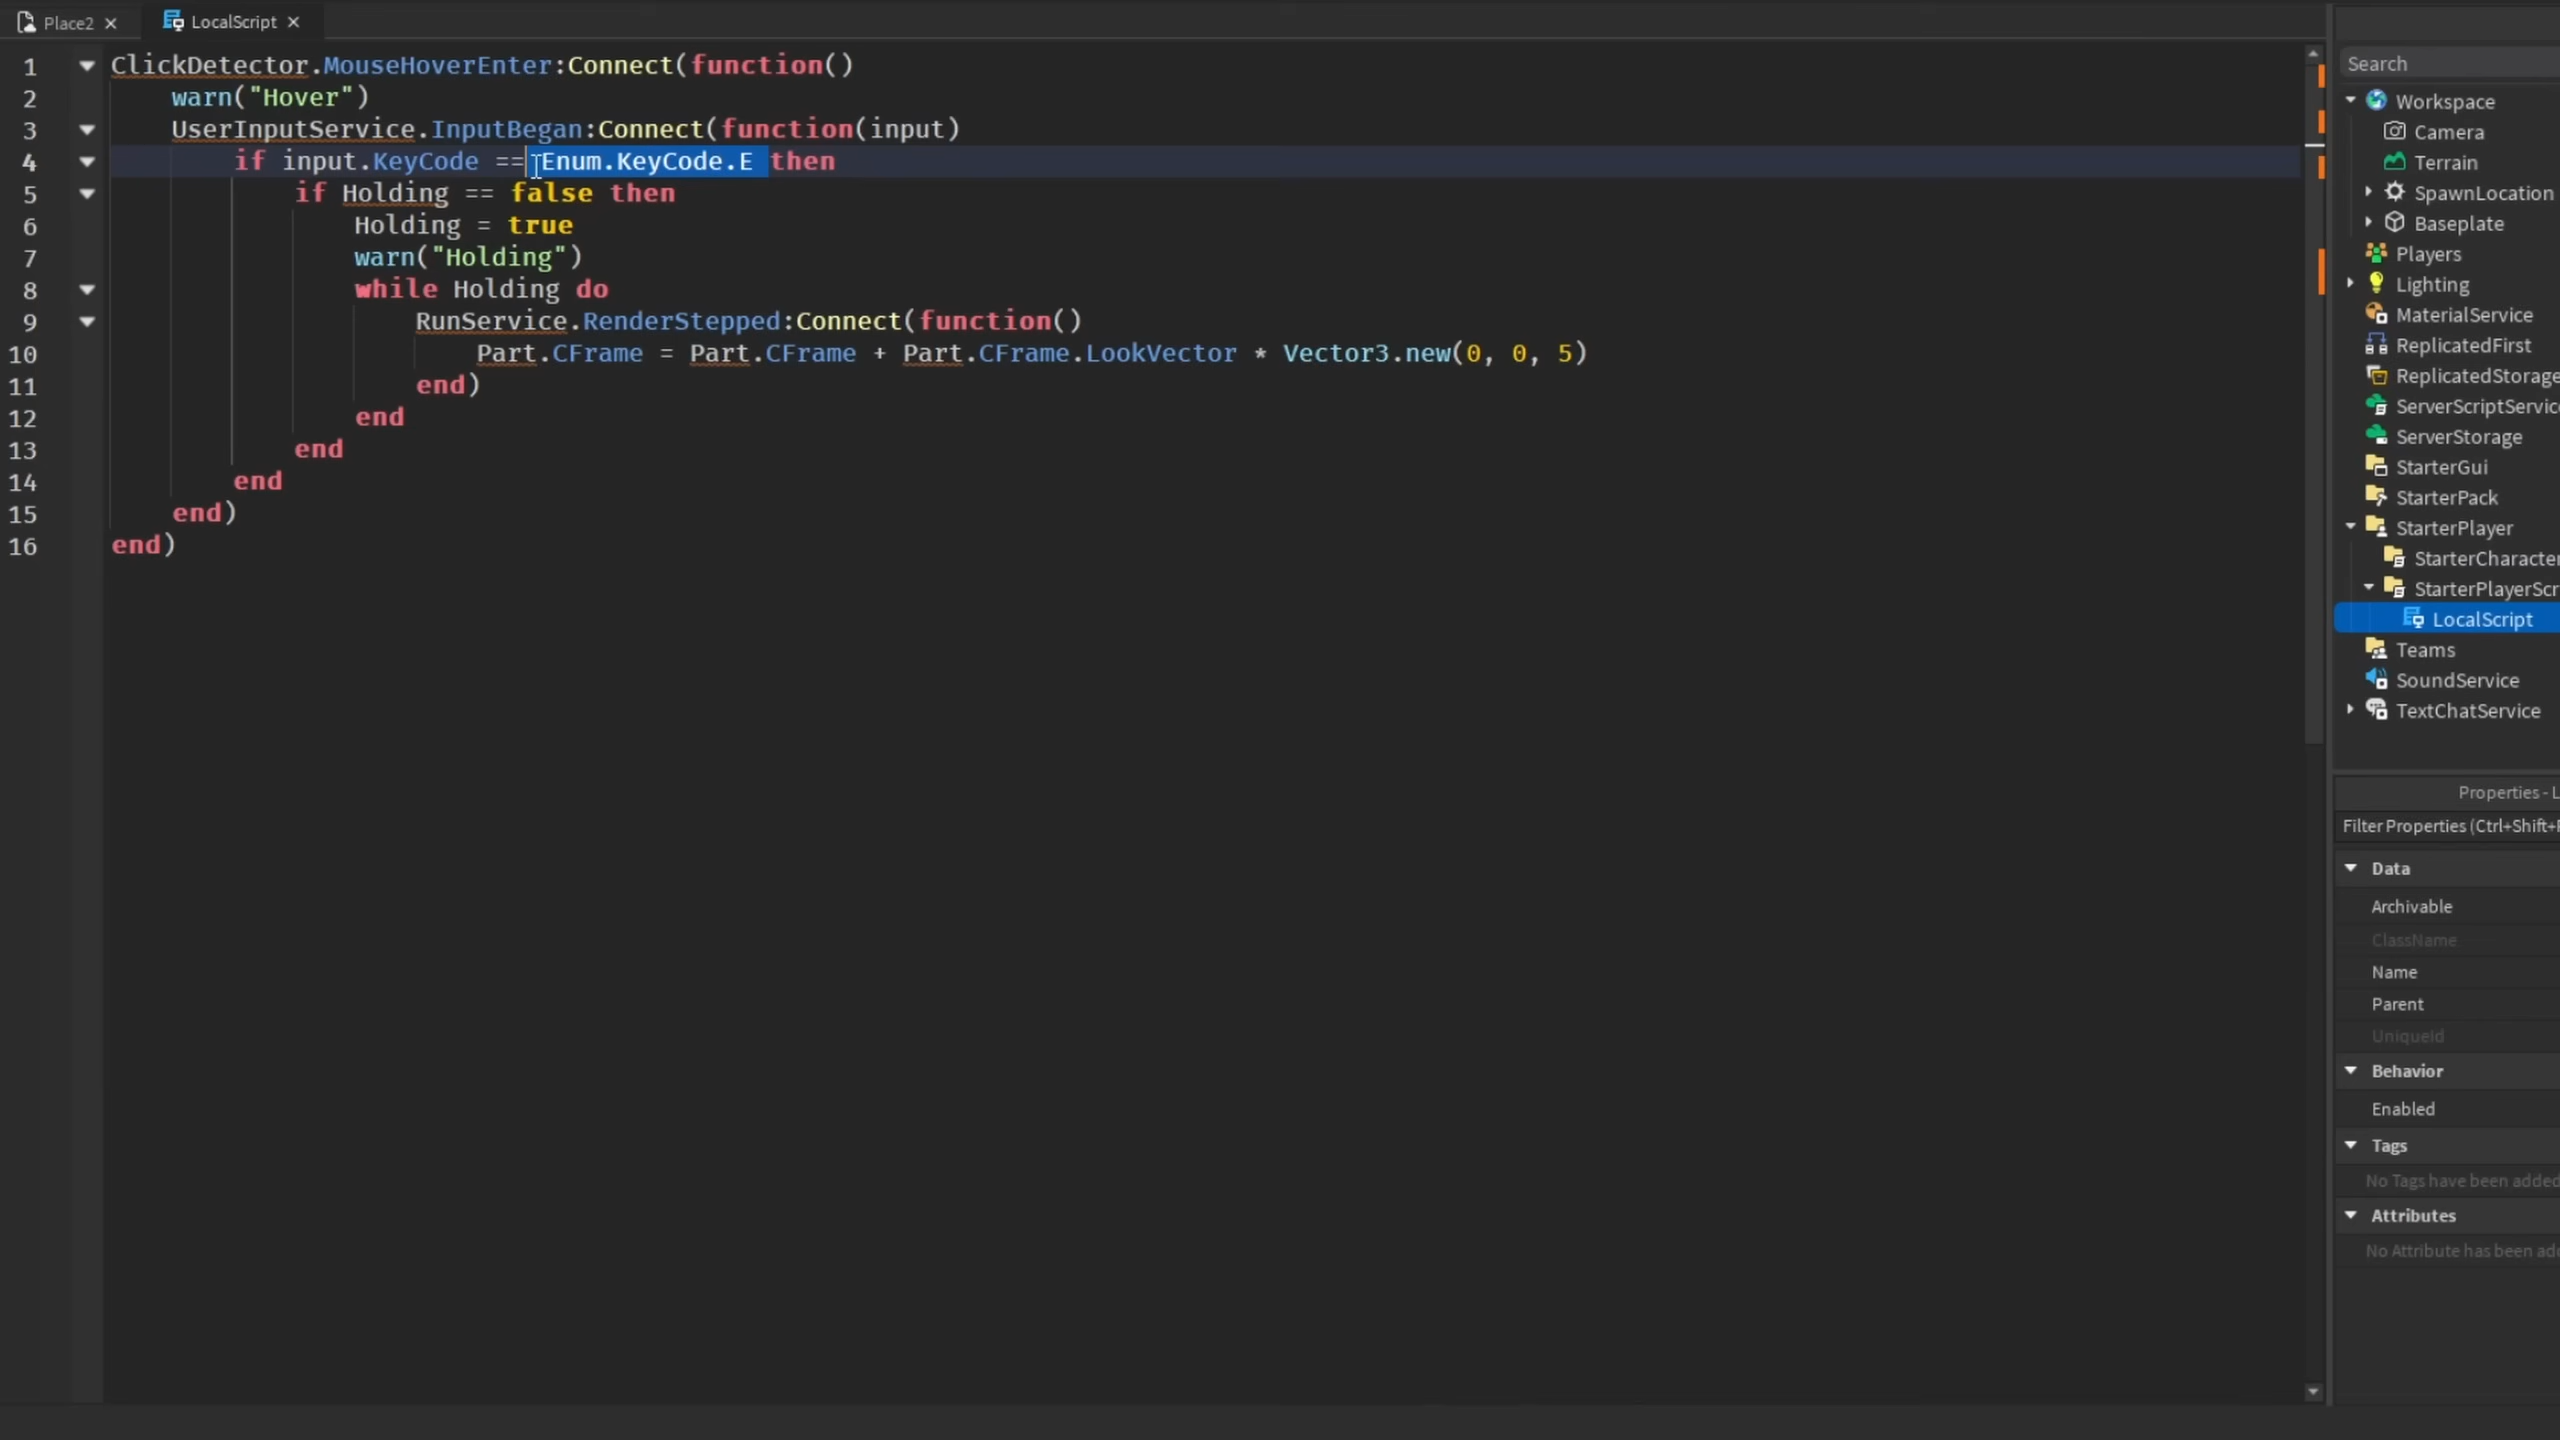 Place2
LocalScript
1 ClickDetector.MouseHoverEnter:Connect(function()
2 warn("Hover")
3 UserInputService.InputBegan:Connect(function(input)
4 if input.KeyCode == Enum.KeyCode.E then
5 if Holding == false then
6 Holding = true
7 warn("Holding")
8 while Holding do
9 RunService.RenderStepped:Connect(function()
10 Part.CFrame = Part.CFrame + Part.CFrame.LookVector * Vector3.new(0, 0, 5)
11 end)
12 end
13 end
14 end
15 end)
16 end)
Search
Workspace
Camera
Terrain
SpawnLocation
Baseplate
Players
Lighting
MaterialService
ReplicatedFirst
ReplicatedStorage
ServerScriptServic
ServerStorage
StarterGui
StarterPack
StarterPlayer
StarterCharacter
StarterPlayerScr
LocalScript
Teams
SoundService
TextChatService
Properties - L
Filter Properties (Ctrl+Shift+P
Data
Archivable
ClassName
Name
Parent
UniqueId
Behavior
Enabled
Tags
No Tags have been added
Attributes
No Attribute has been add